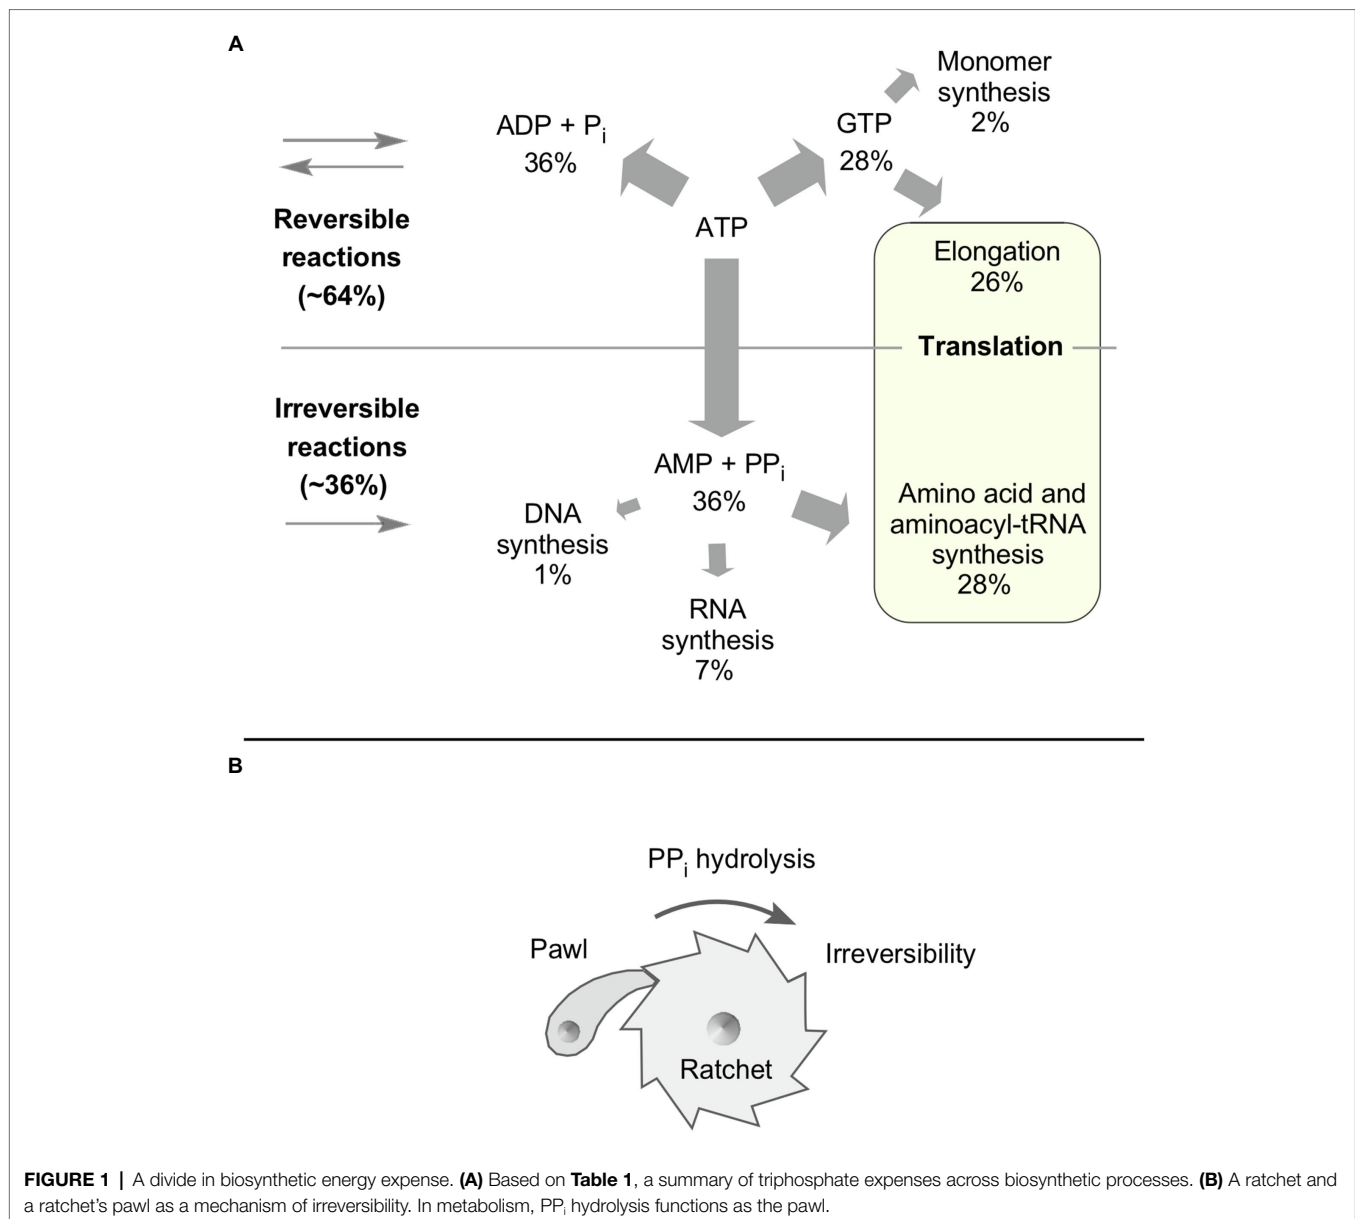 A
Monomer
synthesis
2%
ADP + Pi
36%
GTP
28%
ATP
Reversible
reactions
(~64%)
Elongation
26%
Translation
Irreversible
reactions
(~36%)
AMP + PPi
36%
DNA
synthesis
1%
RNA
synthesis
7%
Amino acid and
aminoacyl-tRNA
synthesis
28%
B
PPi hydrolysis
Pawl
Irreversibility
Ratchet
FIGURE 1 | A divide in biosynthetic energy expense. (A) Based on Table 1, a summary of triphosphate expenses across biosynthetic processes. (B) A ratchet and
a ratchet’s pawl as a mechanism of irreversibility. In metabolism, PPi hydrolysis functions as the pawl.